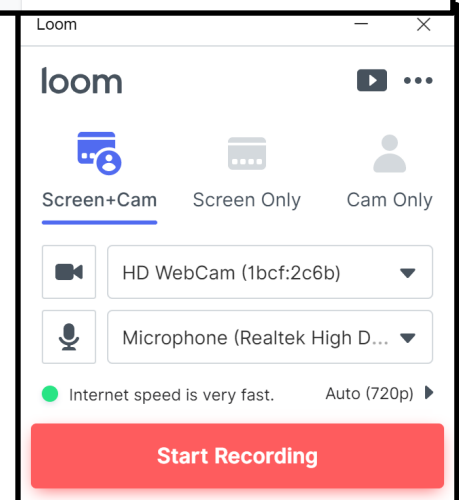 Loom
loom
Screen+Cam Screen Only Cam Only
HD WebCam (1bcf:2c6b)
Microphone (Realtek High D...
Internet speed is very fast. Auto (720p)
Start Recording